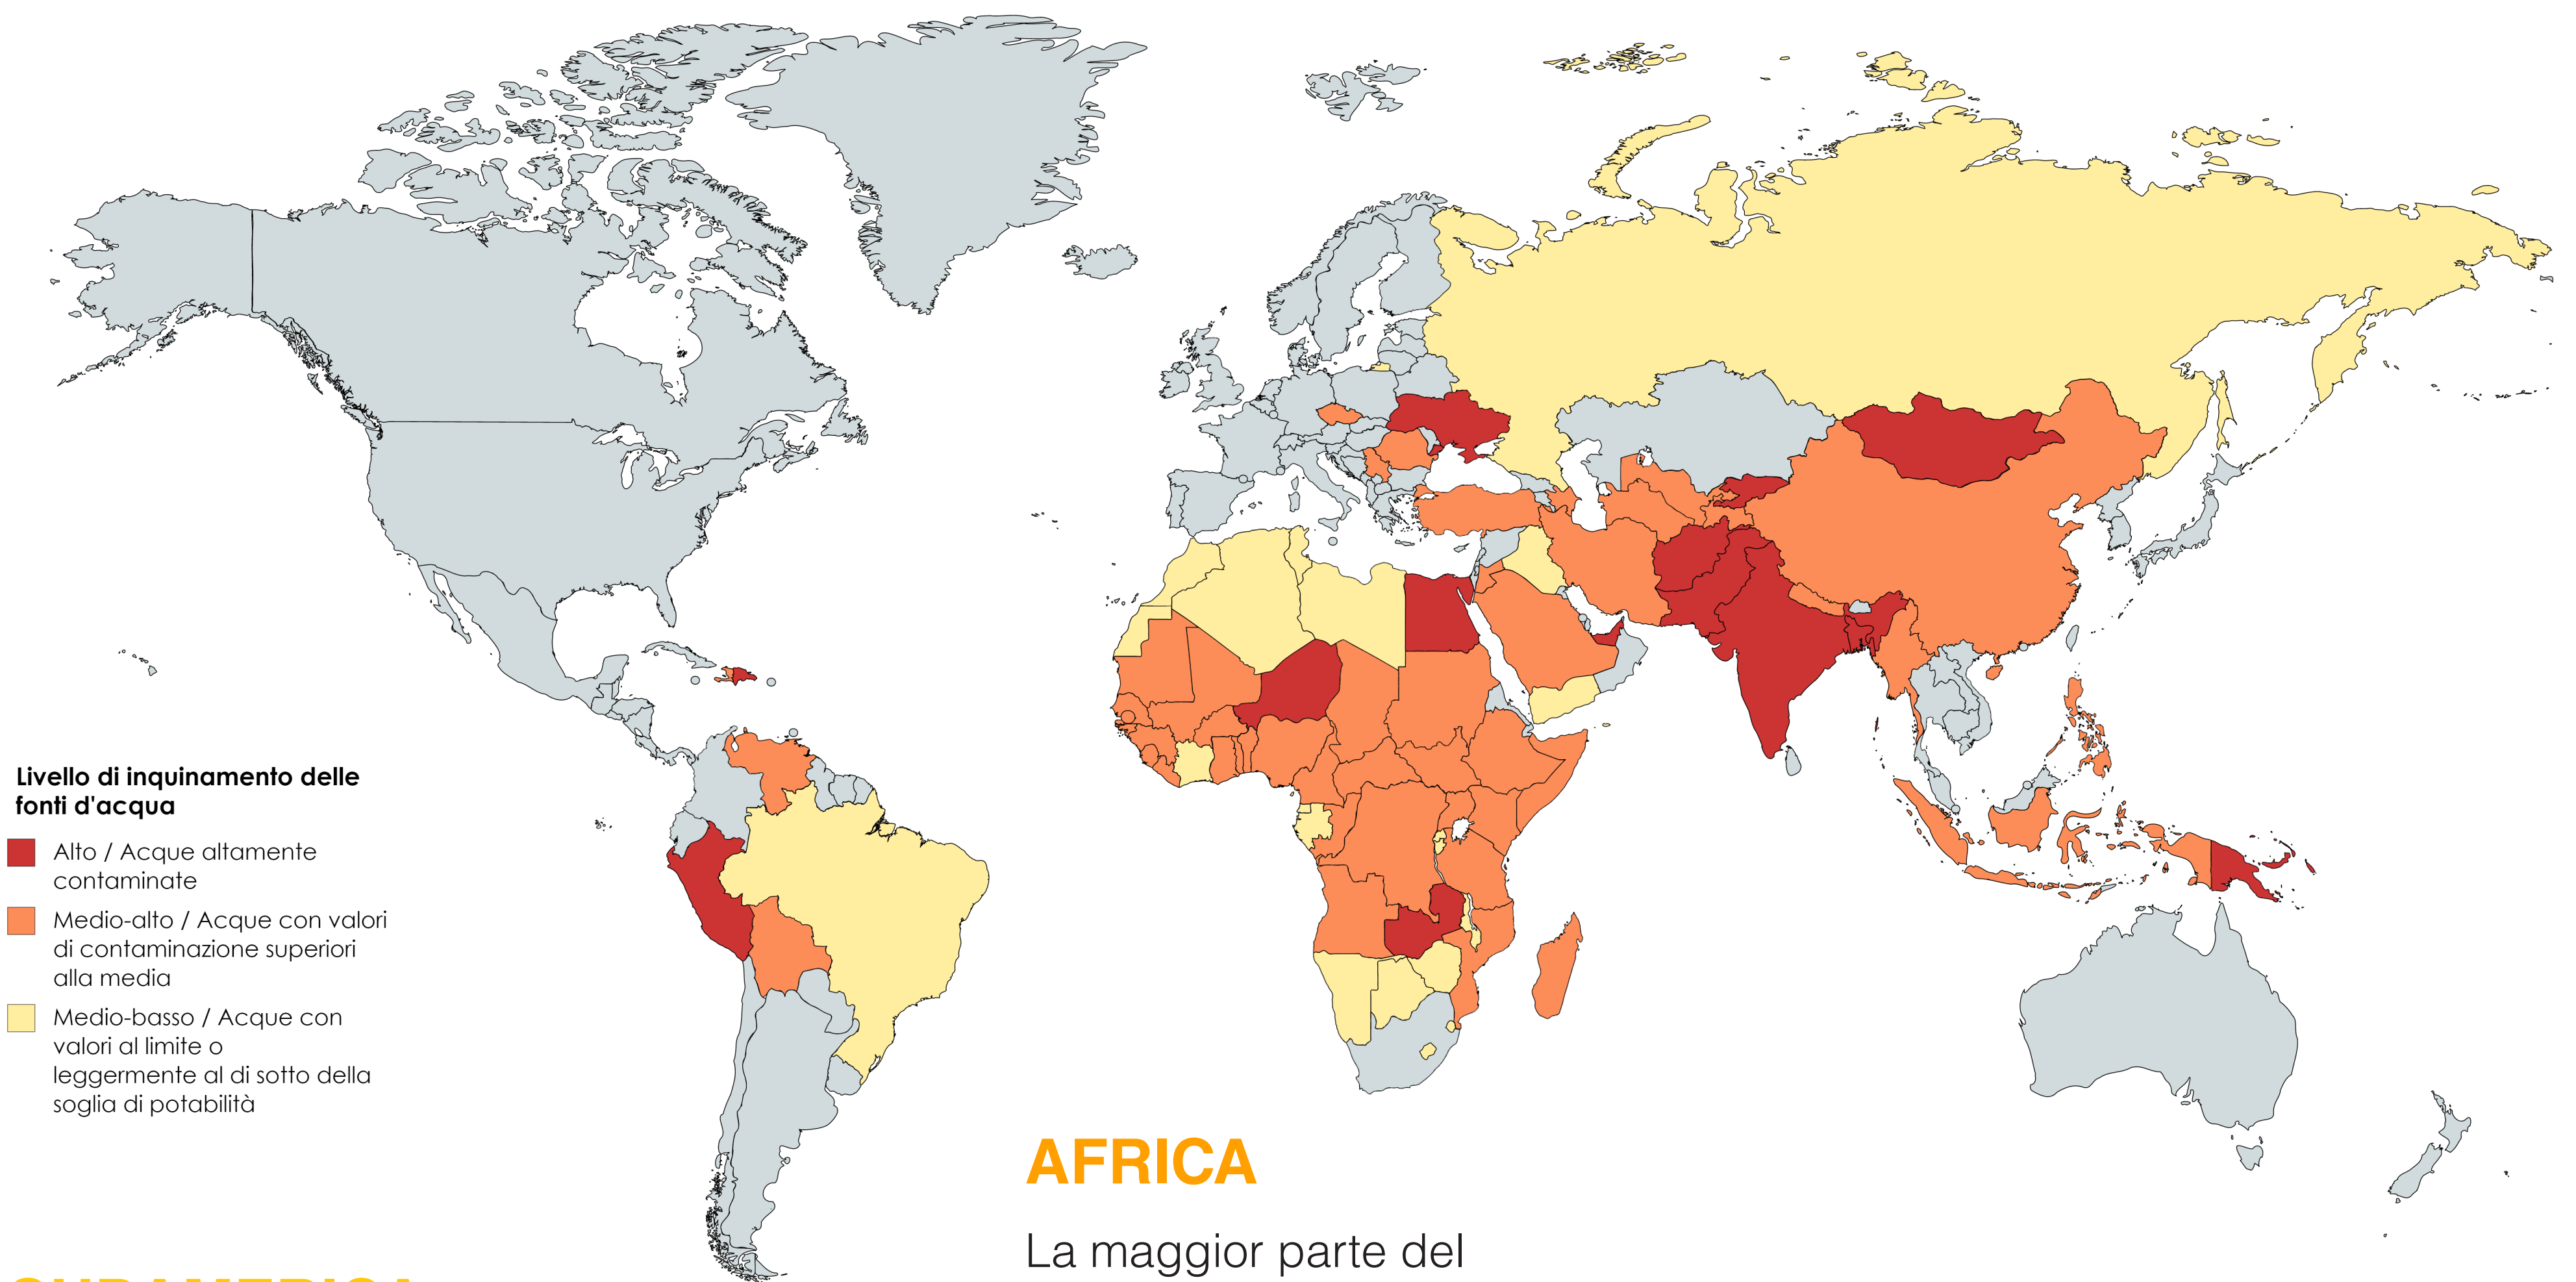 Livello di inquinamento delle
fonti d'acqua
Alto / Acque altamente
contaminate
Medio-alto / Acque con valori
di contaminazione superiori
alla media
Medio-basso / Acque con
valori al limite o
leggermente al di sotto della
soglia di potabilità
AFRICA
La maggior parte del
SUDAMERICA